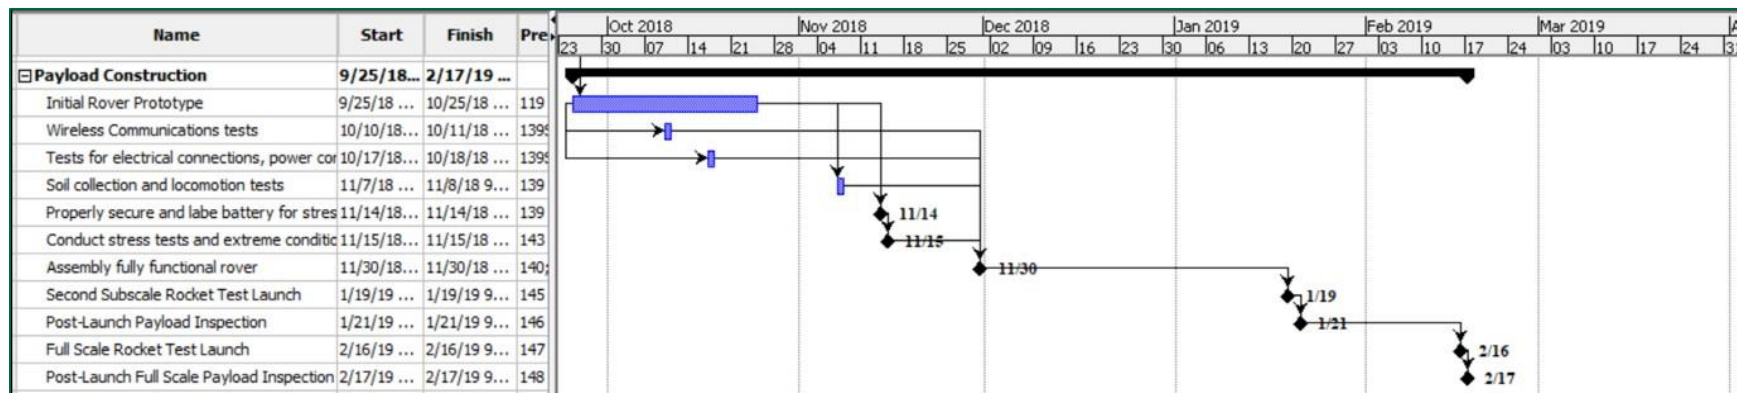 Name Start Finish Pre Oct 2018 Nov 2018 Dec 2018 Jan 2019 Feb 2019 Mar 2019 A
23 30 07 14 21 28 04 11 18 25 02 09 16 23 30 06 13 20 27 03 10 17 24 03 10 17 24 31
Payload Construction 9/25/18... 2/17/19 ...
Initial Rover Prototype 9/25/18 ... 10/25/18 ... 119
Wireless Communications tests 10/10/18... 10/11/18 ... 139S
Tests for electrical connections, power cor 10/17/18... 10/18/18 ... 139S
Soil collection and locomotion tests 11/7/18 ... 11/8/18 9... 139
Properly secure and labe battery for stres 11/14/18... 11/14/18 ... 139 11/14
Conduct stress tests and extreme conditic 11/15/18... 11/15/18 ... 143 11/15
Assembly fully functional rover 11/30/18... 11/30/18 ... 140; 11/30
Second Subscale Rocket Test Launch 1/19/19 ... 1/19/19 9... 145 1/19
Post-Launch Payload Inspection 1/21/19 ... 1/21/19 9... 146 1/21
Full Scale Rocket Test Launch 2/16/19 ... 2/16/19 9... 147 2/16
Post-Launch Full Scale Payload Inspection 2/17/19 ... 2/17/19 9... 148 2/17